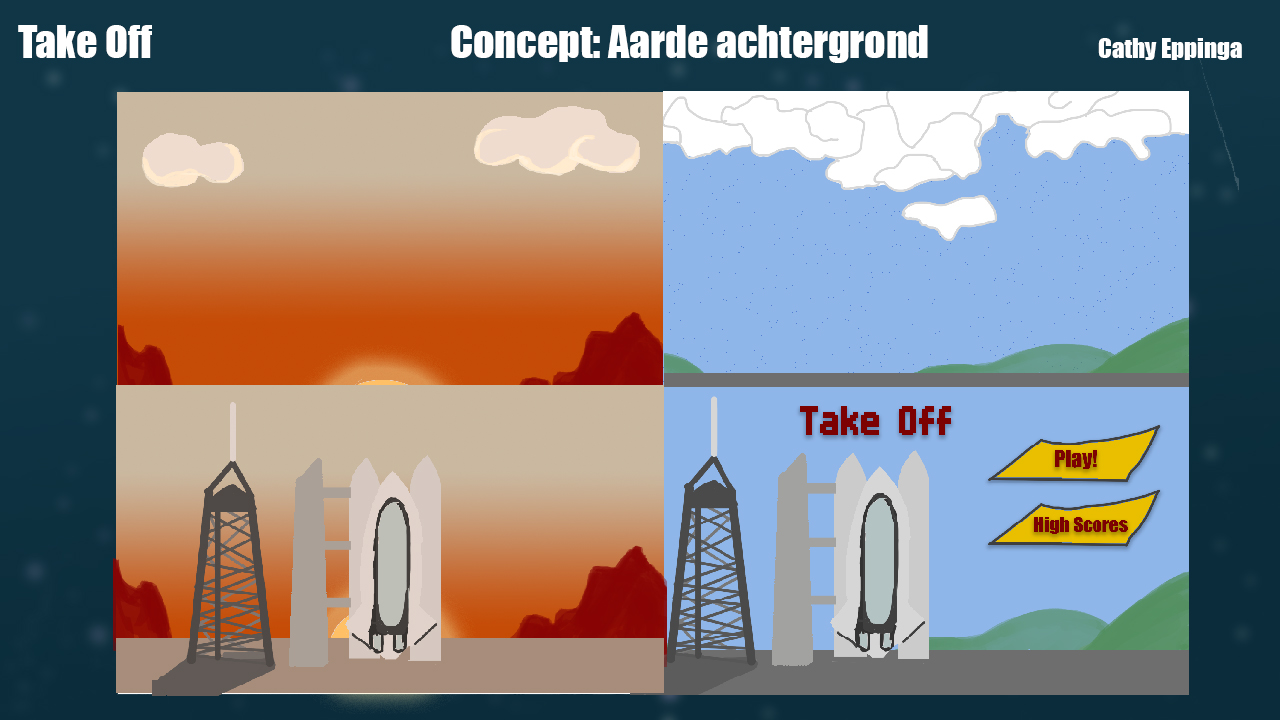 Take Off
Concept: Aarde achtergrond
Cathy Eppinga
Take Off
Play!
High Scores